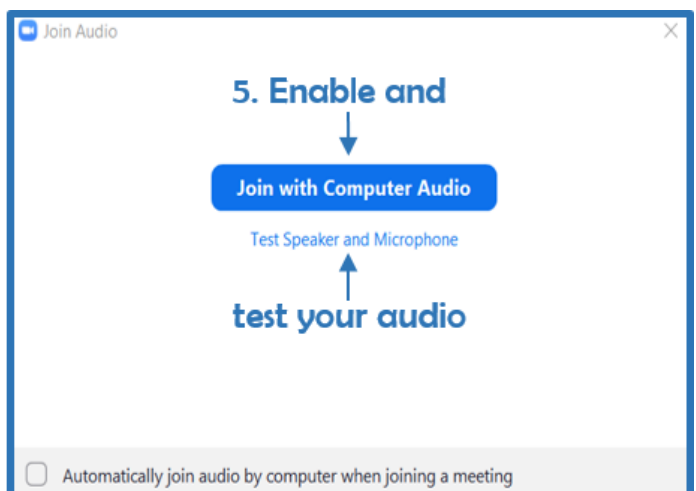 Join Audio
5. Enable and
Join with Computer Audio
Test Speaker and Microphone
test your audio
Automatically join audio by computer when joining a meeting